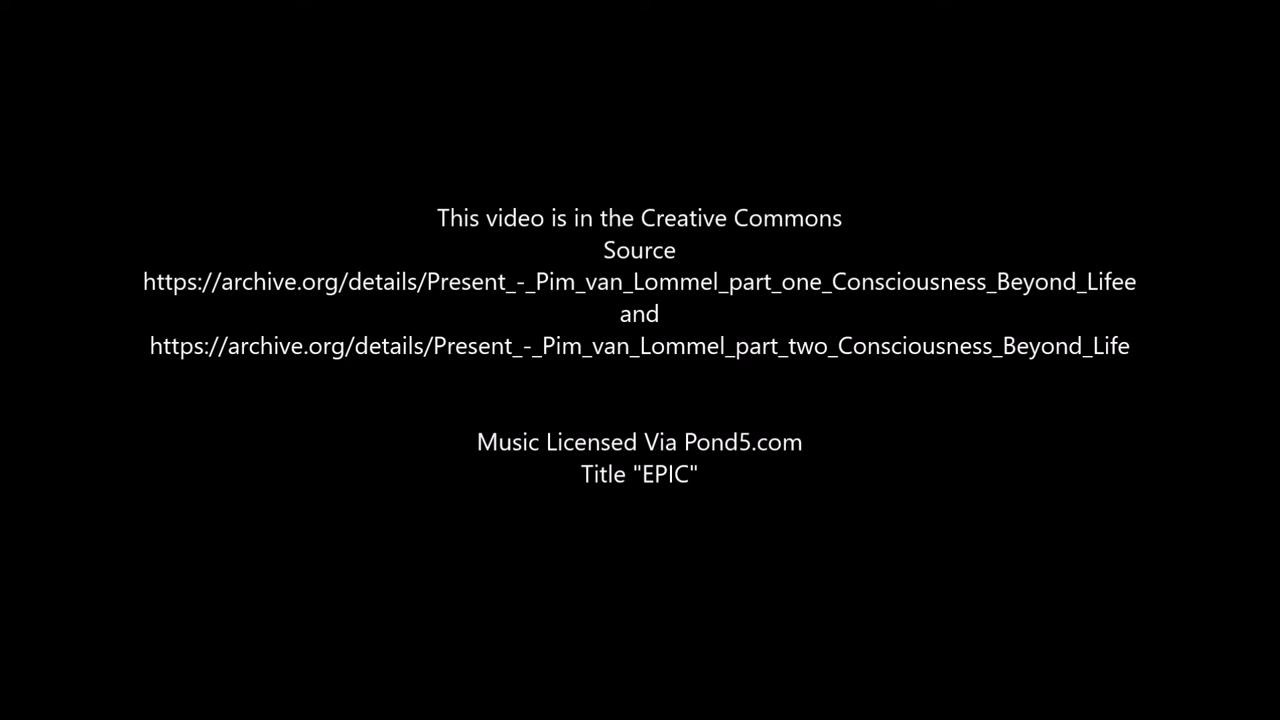 This video is in the Creative Commons
Source
https://archive.org/details/Present_-_Pim_van_Lommel_part_one_Consciousness_Beyond_Lifee
and
https://archive.org/details/Present_-_Pim_van_Lommel_part_two_Consciousness_Beyond_Life
Music Licensed Via Pond5.com
Title "EPIC"